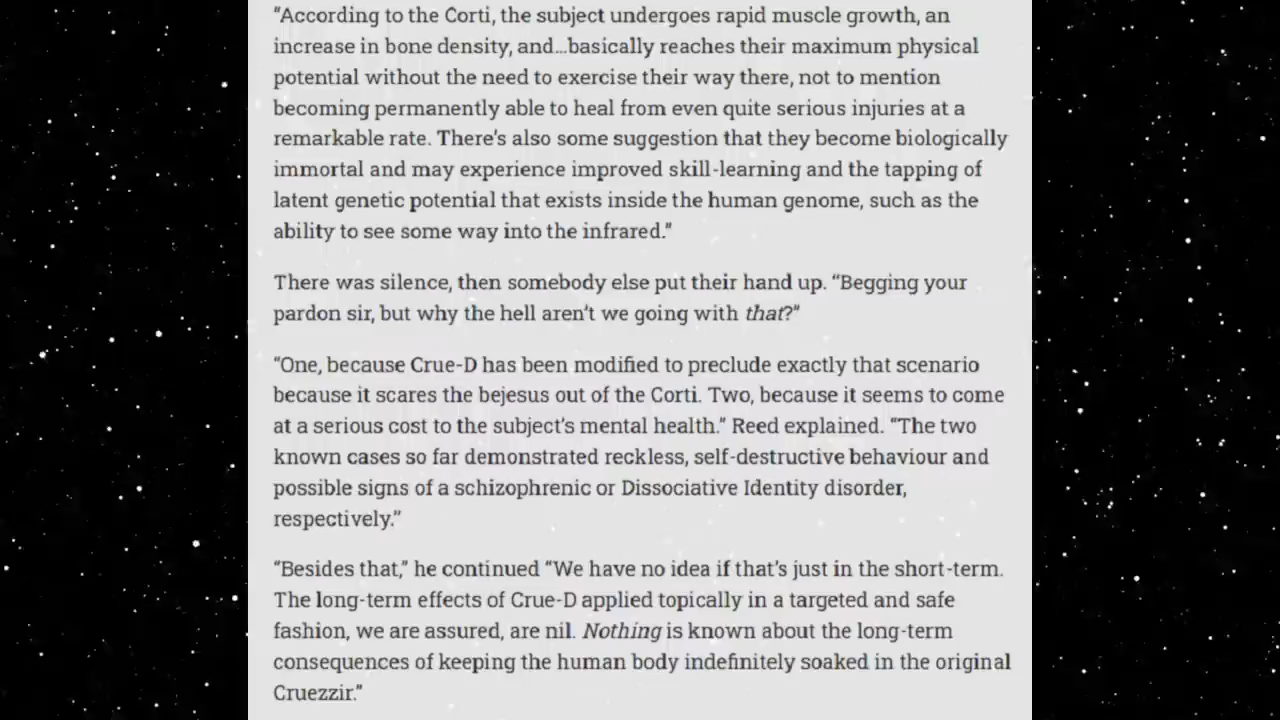 “According to the Corti, the subject undergoes rapid muscle growth, an
increase in bone density, and…basically reaches their maximum physical
potential without the need to exercise their way there, not to mention
becoming permanently able to heal from even quite serious injuries at a
remarkable rate. There’s also some suggestion that they become biologically
immortal and may experience improved skill-learning and the tapping of
latent genetic potential that exists inside the human genome, such as the
ability to see some way into the infrared.”
There was silence, then somebody else put their hand up. “Begging your
pardon sir, but why the hell aren’t we going with that?”
“One, because Crue-D has been modified to preclude exactly that scenario
because it scares the bejesus out of the Corti. Two, because it seems to come
at a serious cost to the subject’s mental health.” Reed explained. “The two
known cases so far demonstrated reckless, self-destructive behaviour and
possible signs of a schizophrenic or Dissociative Identity disorder,
respectively.”
“Besides that,” he continued “We have no idea if that’s just in the short-term.
The long-term effects of Crue-D applied topically in a targeted and safe
fashion, we are assured, are nil. Nothing is known about the long-term
consequences of keeping the human body indefinitely soaked in the original
Cruezzir.”